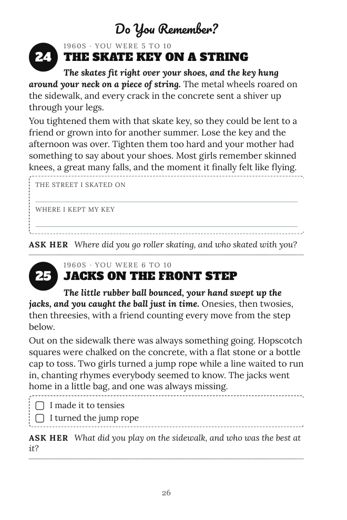 Do You Remember?
24
1960S · YOU WERE 5 TO 10
THE SKATE KEY ON A STRING
The skates fit right over your shoes, and the key hung
around your neck on a piece of string. The metal wheels roared on
the sidewalk, and every crack in the concrete sent a shiver up
through your legs.
You tightened them with that skate key, so they could be lent to a
friend or grown into for another summer. Lose the key and the
afternoon was over. Tighten them too hard and your mother had
something to say about your shoes. Most girls remember skinned
knees, a great many falls, and the moment it finally felt like flying.
THE STREET I SKATED ON
WHERE I KEPT MY KEY
ASK HER Where did you go roller skating, and who skated with you?
25
1960S · YOU WERE 6 TO 10
JACKS ON THE FRONT STEP
The little rubber ball bounced, your hand swept up the
jacks, and you caught the ball just in time. Onesies, then twosies,
then threesies, with a friend counting every move from the step
below.
Out on the sidewalk there was always something going. Hopscotch
squares were chalked on the concrete, with a flat stone or a bottle
cap to toss. Two girls turned a jump rope while a line waited to run
in, chanting rhymes everybody seemed to know. The jacks went
home in a little bag, and one was always missing.
I made it to tensies
I turned the jump rope
ASK HER What did you play on the sidewalk, and who was the best at
it?
26